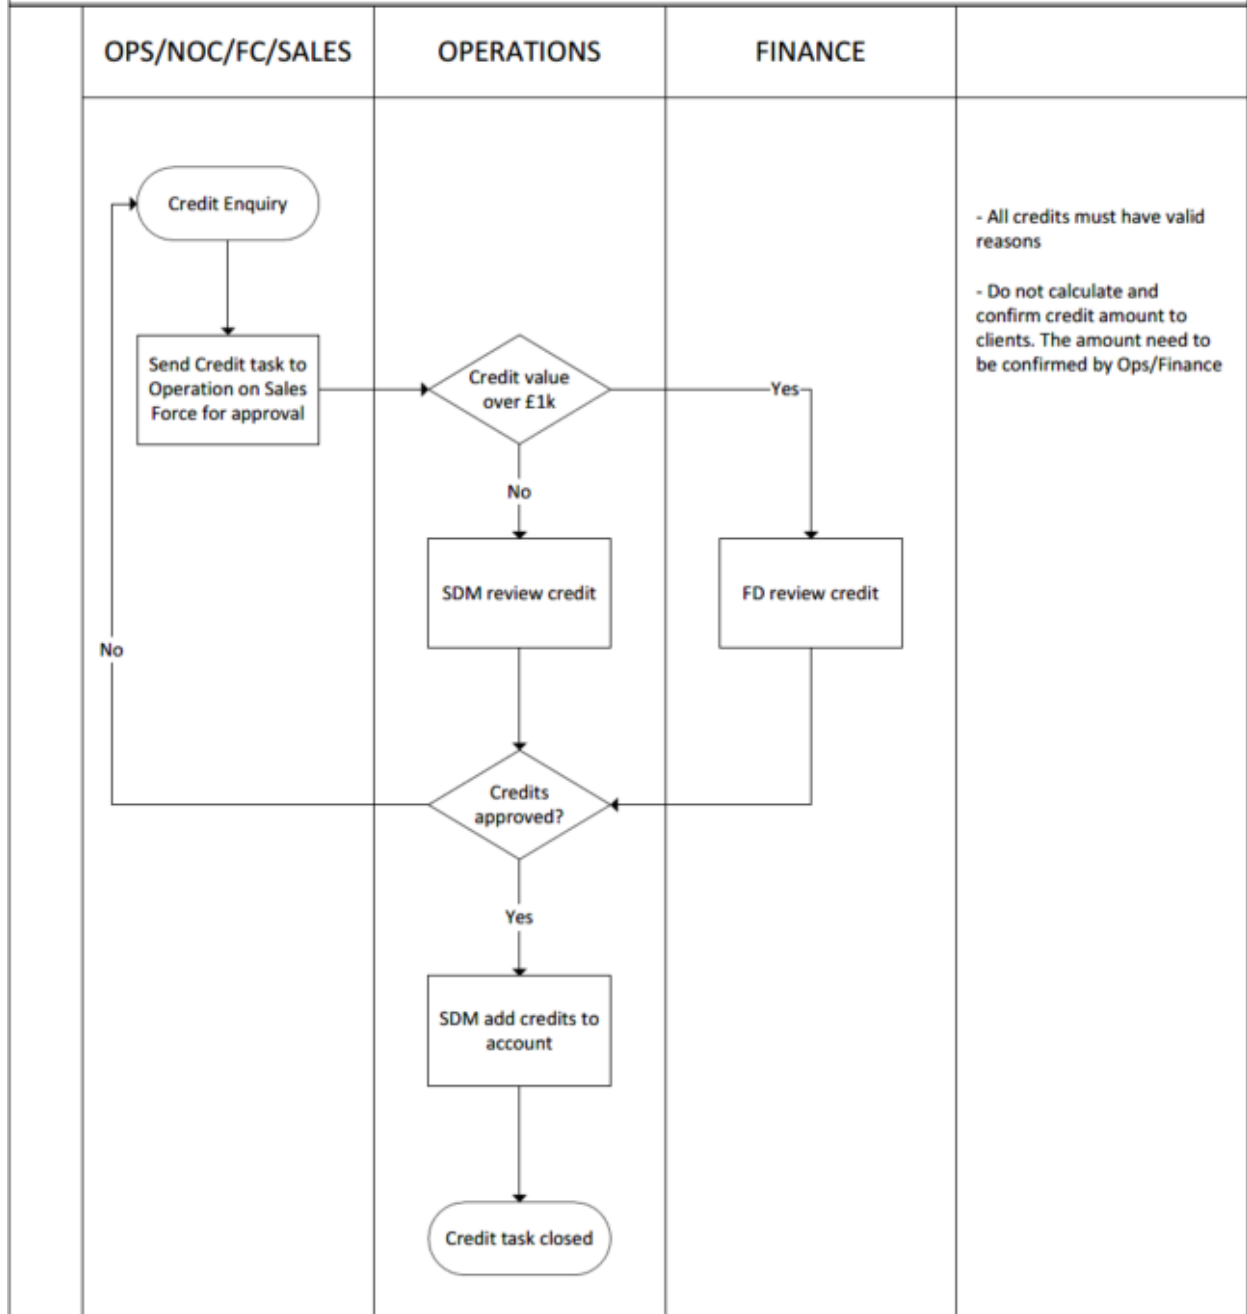 OPS/NOC/FC/SALES
OPERATIONS
FINANCE
Credit Enquiry
- All credits must have valid
reasons
- Do not calculate and
confirm credit amount to
clients. The amount need to
be confirmed by Ops/Finance
Send Credit task to
Operation on Sales
Force for approval
Credit value
over £1k
Yes
No
SDM review credit
FD review credit
No
Credits
approved?
Yes
SDM add credits to
account
Credit task closed